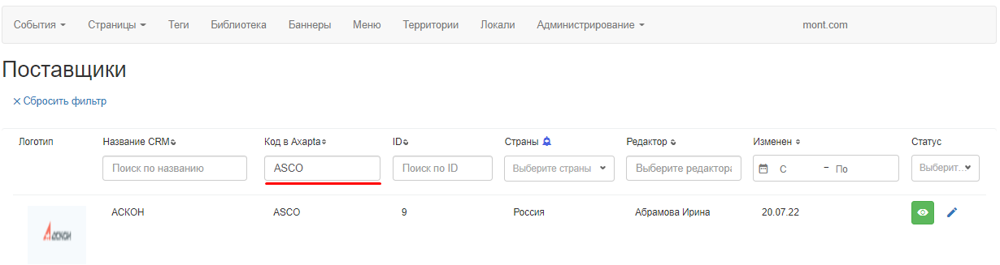 События Страницы Теги Библиотека Баннеры Меню Территории Локали Администрирование mont.com
Поставщики
× Сбросить фильтр
Логотип Название CRM Код в Axapta ID Страны Редактор Изменен Статус
Поиск по названию ASCO Поиск по ID Выберите страны Выберите редактора С – По Выберит...
АСКОН АСКОН ASCO 9 Россия Абрамова Ирина 20.07.22